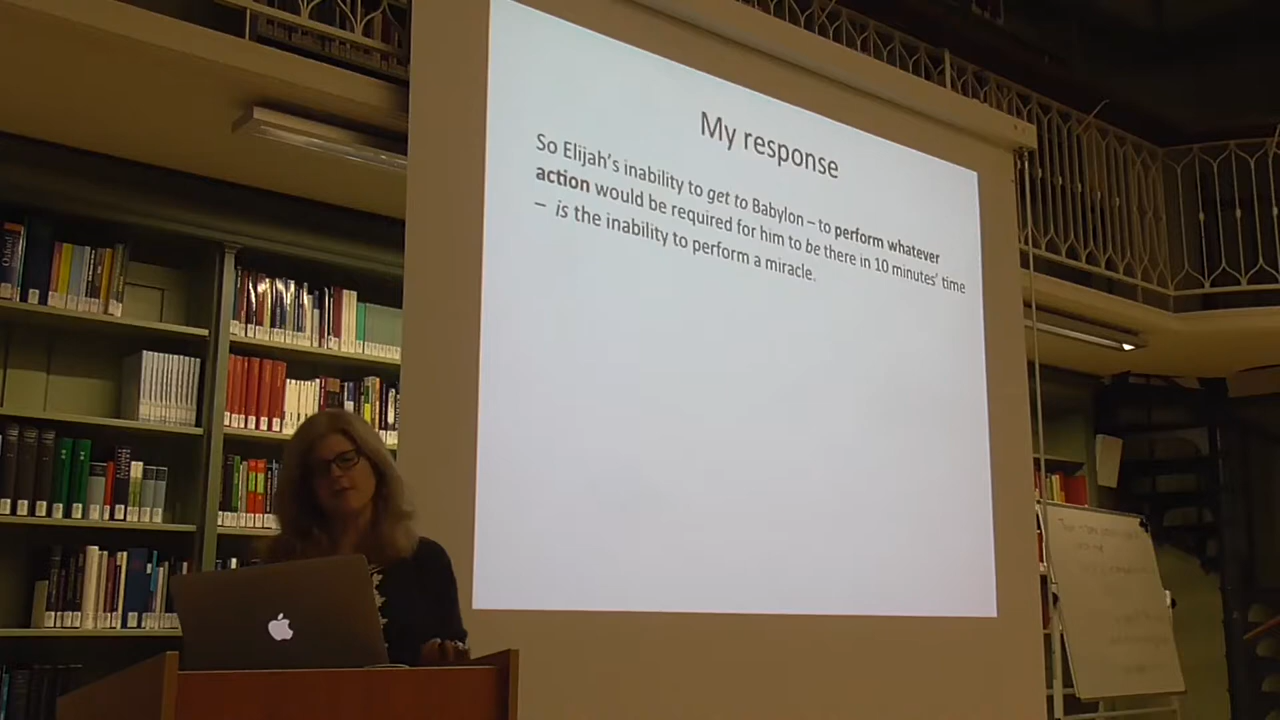 My response
So Elijah's inability to get to Babylon – to perform whatever
action would be required for him to be there in 10 minutes' time
– is the inability to perform a miracle.
Oxford